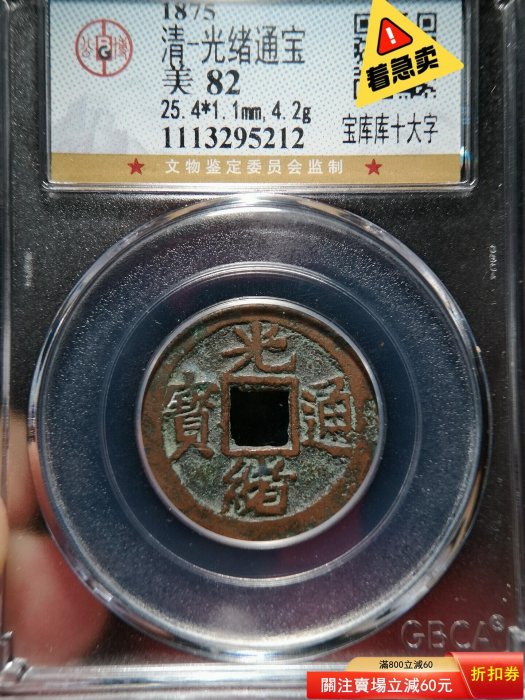 1875
清-光绪通宝
美 82
25.4*1.1mm,4.2g
1113295212
宝库库十大字
着急卖
★ 文物鉴定委员会监制 ★
光
寶 通
緒
GBCA
滿800立减60
關注賣場立減60元
折扣券